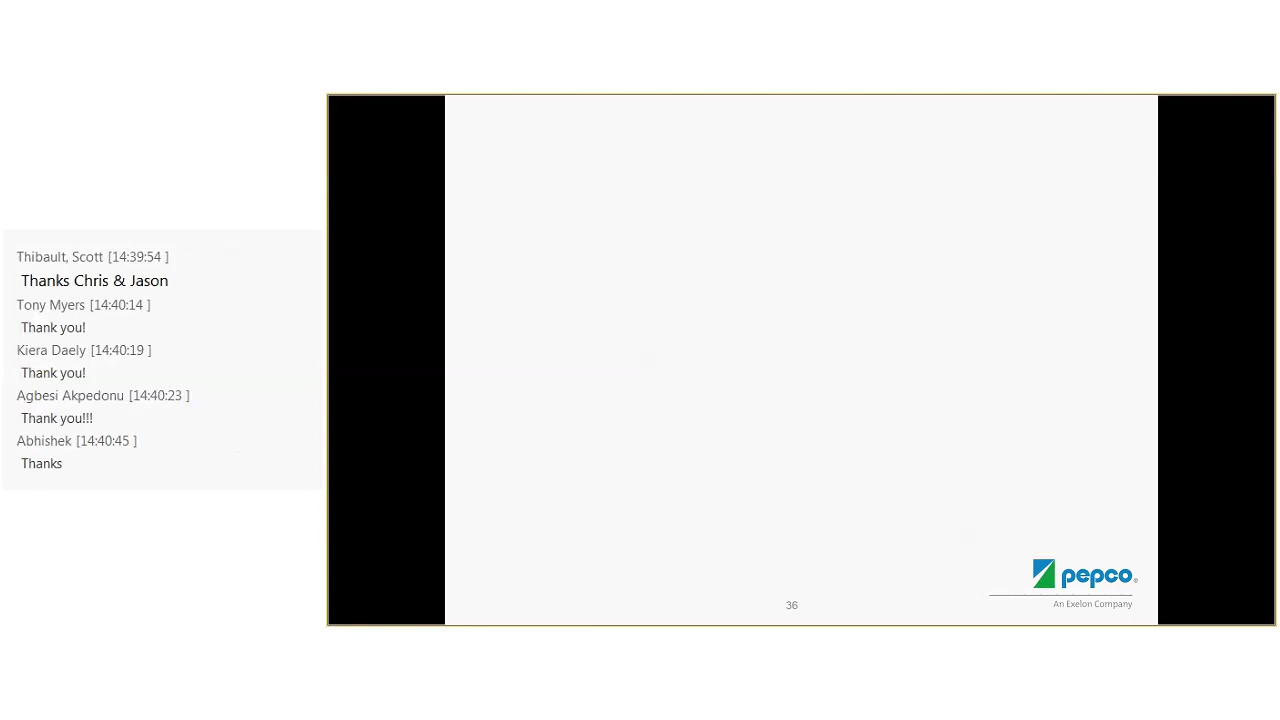 Thibault, Scott [14:39:54 ]
Thanks Chris & Jason
Tony Myers [14:40:14 ]
Thank you!
Kiera Daely [14:40:19 ]
Thank you!
Agbesi Akpedonu [14:40:23 ]
Thank you!!!
Abhishek [14:40:45 ]
Thanks
pepco®
An Exelon Company
36